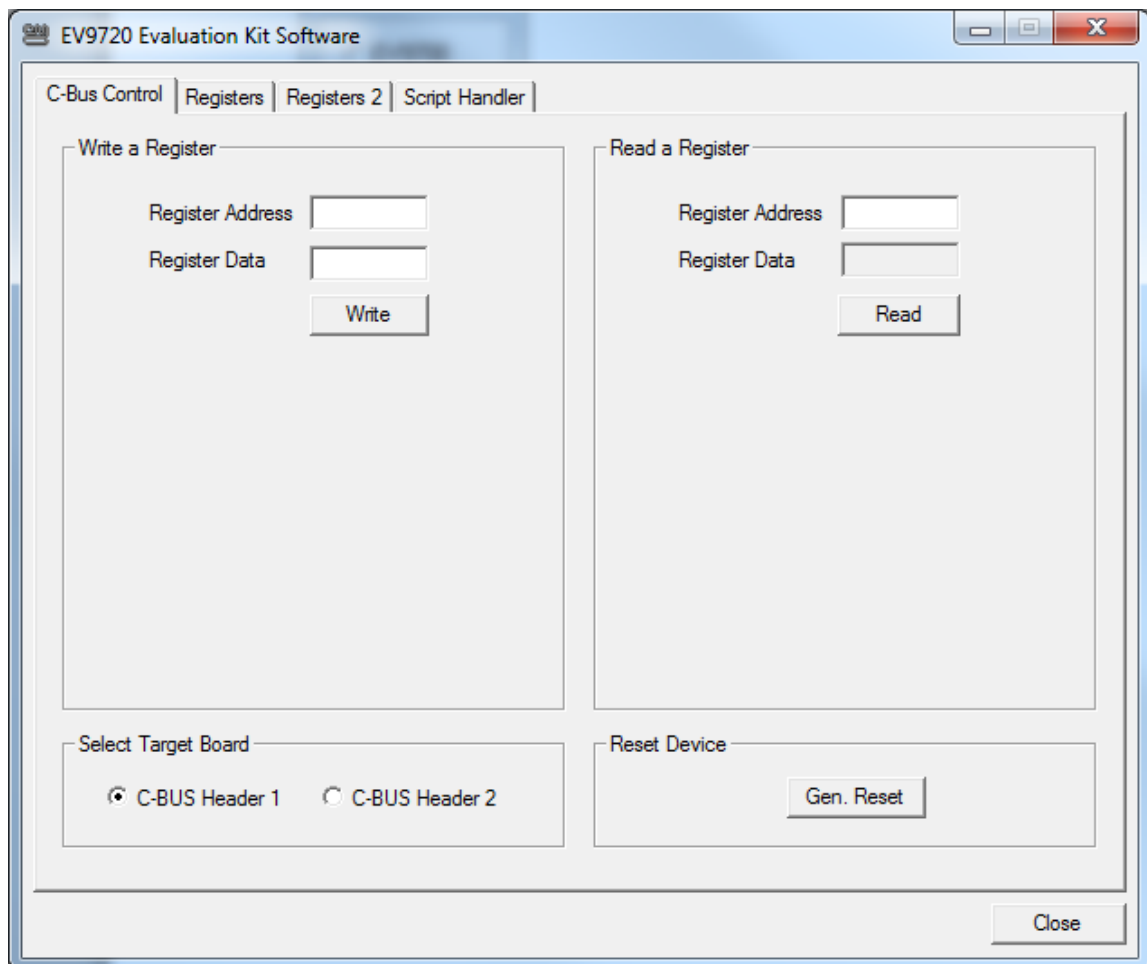 EV9720 Evaluation Kit Software
C-Bus Control Registers Registers 2 Script Handler
Write a Register
Register Address
Register Data
Write
Read a Register
Register Address
Register Data
Read
Select Target Board
C-BUS Header 1 C-BUS Header 2
Reset Device
Gen. Reset
Close